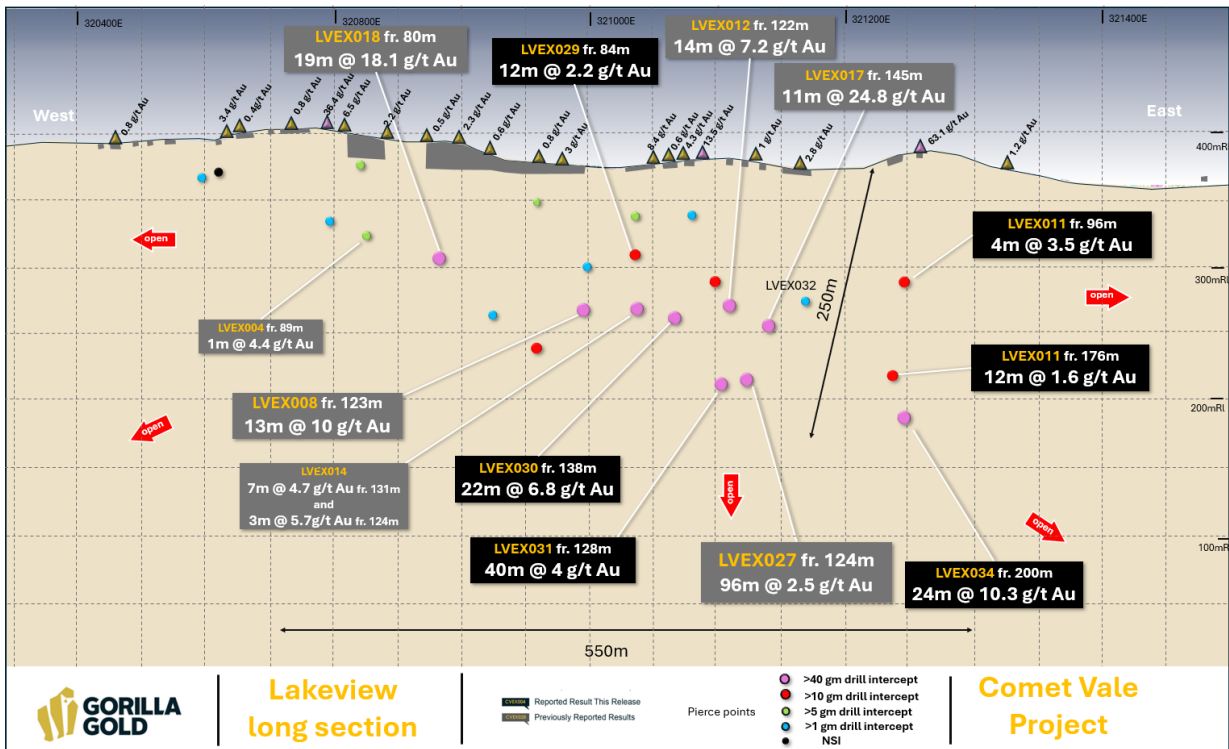 320400E
320800E
321000E
321200E
321400E
LVEX018 fr. 80m
19m @ 18.1 g/t Au
LVEX029 fr. 84m
12m @ 2.2 g/t Au
LVEX012 fr. 122m
14m @ 7.2 g/t Au
LVEX017 fr. 145m
11m @ 24.8 g/t Au
West
East
0.8 g/t Au
3.4 g/t Au
0.4g/t Au
0.8 g/t Au
36.4 g/t Au
6.5 g/t Au
2.2 g/t Au
0.5 g/t Au
2.3 g/t Au
0.6 g/t Au
0.8 g/t Au
3 g/t Au
8.4 g/t Au
0.6 g/t Au
4.3 g/t Au
13.5 g/t Au
1 g/t Au
2.8 g/t Au
63.1 g/t Au
1.2 g/t Au
400mRl
open
LVEX011 fr. 96m
4m @ 3.5 g/t Au
300mRl
LVEX032
250m
open
LVEX004 fr. 89m
1m @ 4.4 g/t Au
LVEX011 fr. 176m
12m @ 1.6 g/t Au
200mRl
LVEX008 fr. 123m
13m @ 10 g/t Au
open
LVEX014
7m @ 4.7 g/t Au fr. 131m
and
3m @ 5.7g/t Au fr. 124m
LVEX030 fr. 138m
22m @ 6.8 g/t Au
open
open
100mRl
LVEX031 fr. 128m
40m @ 4 g/t Au
LVEX027 fr. 124m
96m @ 2.5 g/t Au
LVEX034 fr. 200m
24m @ 10.3 g/t Au
550m
GORILLA
GOLD
Lakeview
long section
Reported Result This Release
Previously Reported Results
Pierce points
>40 gm drill intercept
>10 gm drill intercept
>5 gm drill intercept
>1 gm drill intercept
NSI
Comet Vale
Project